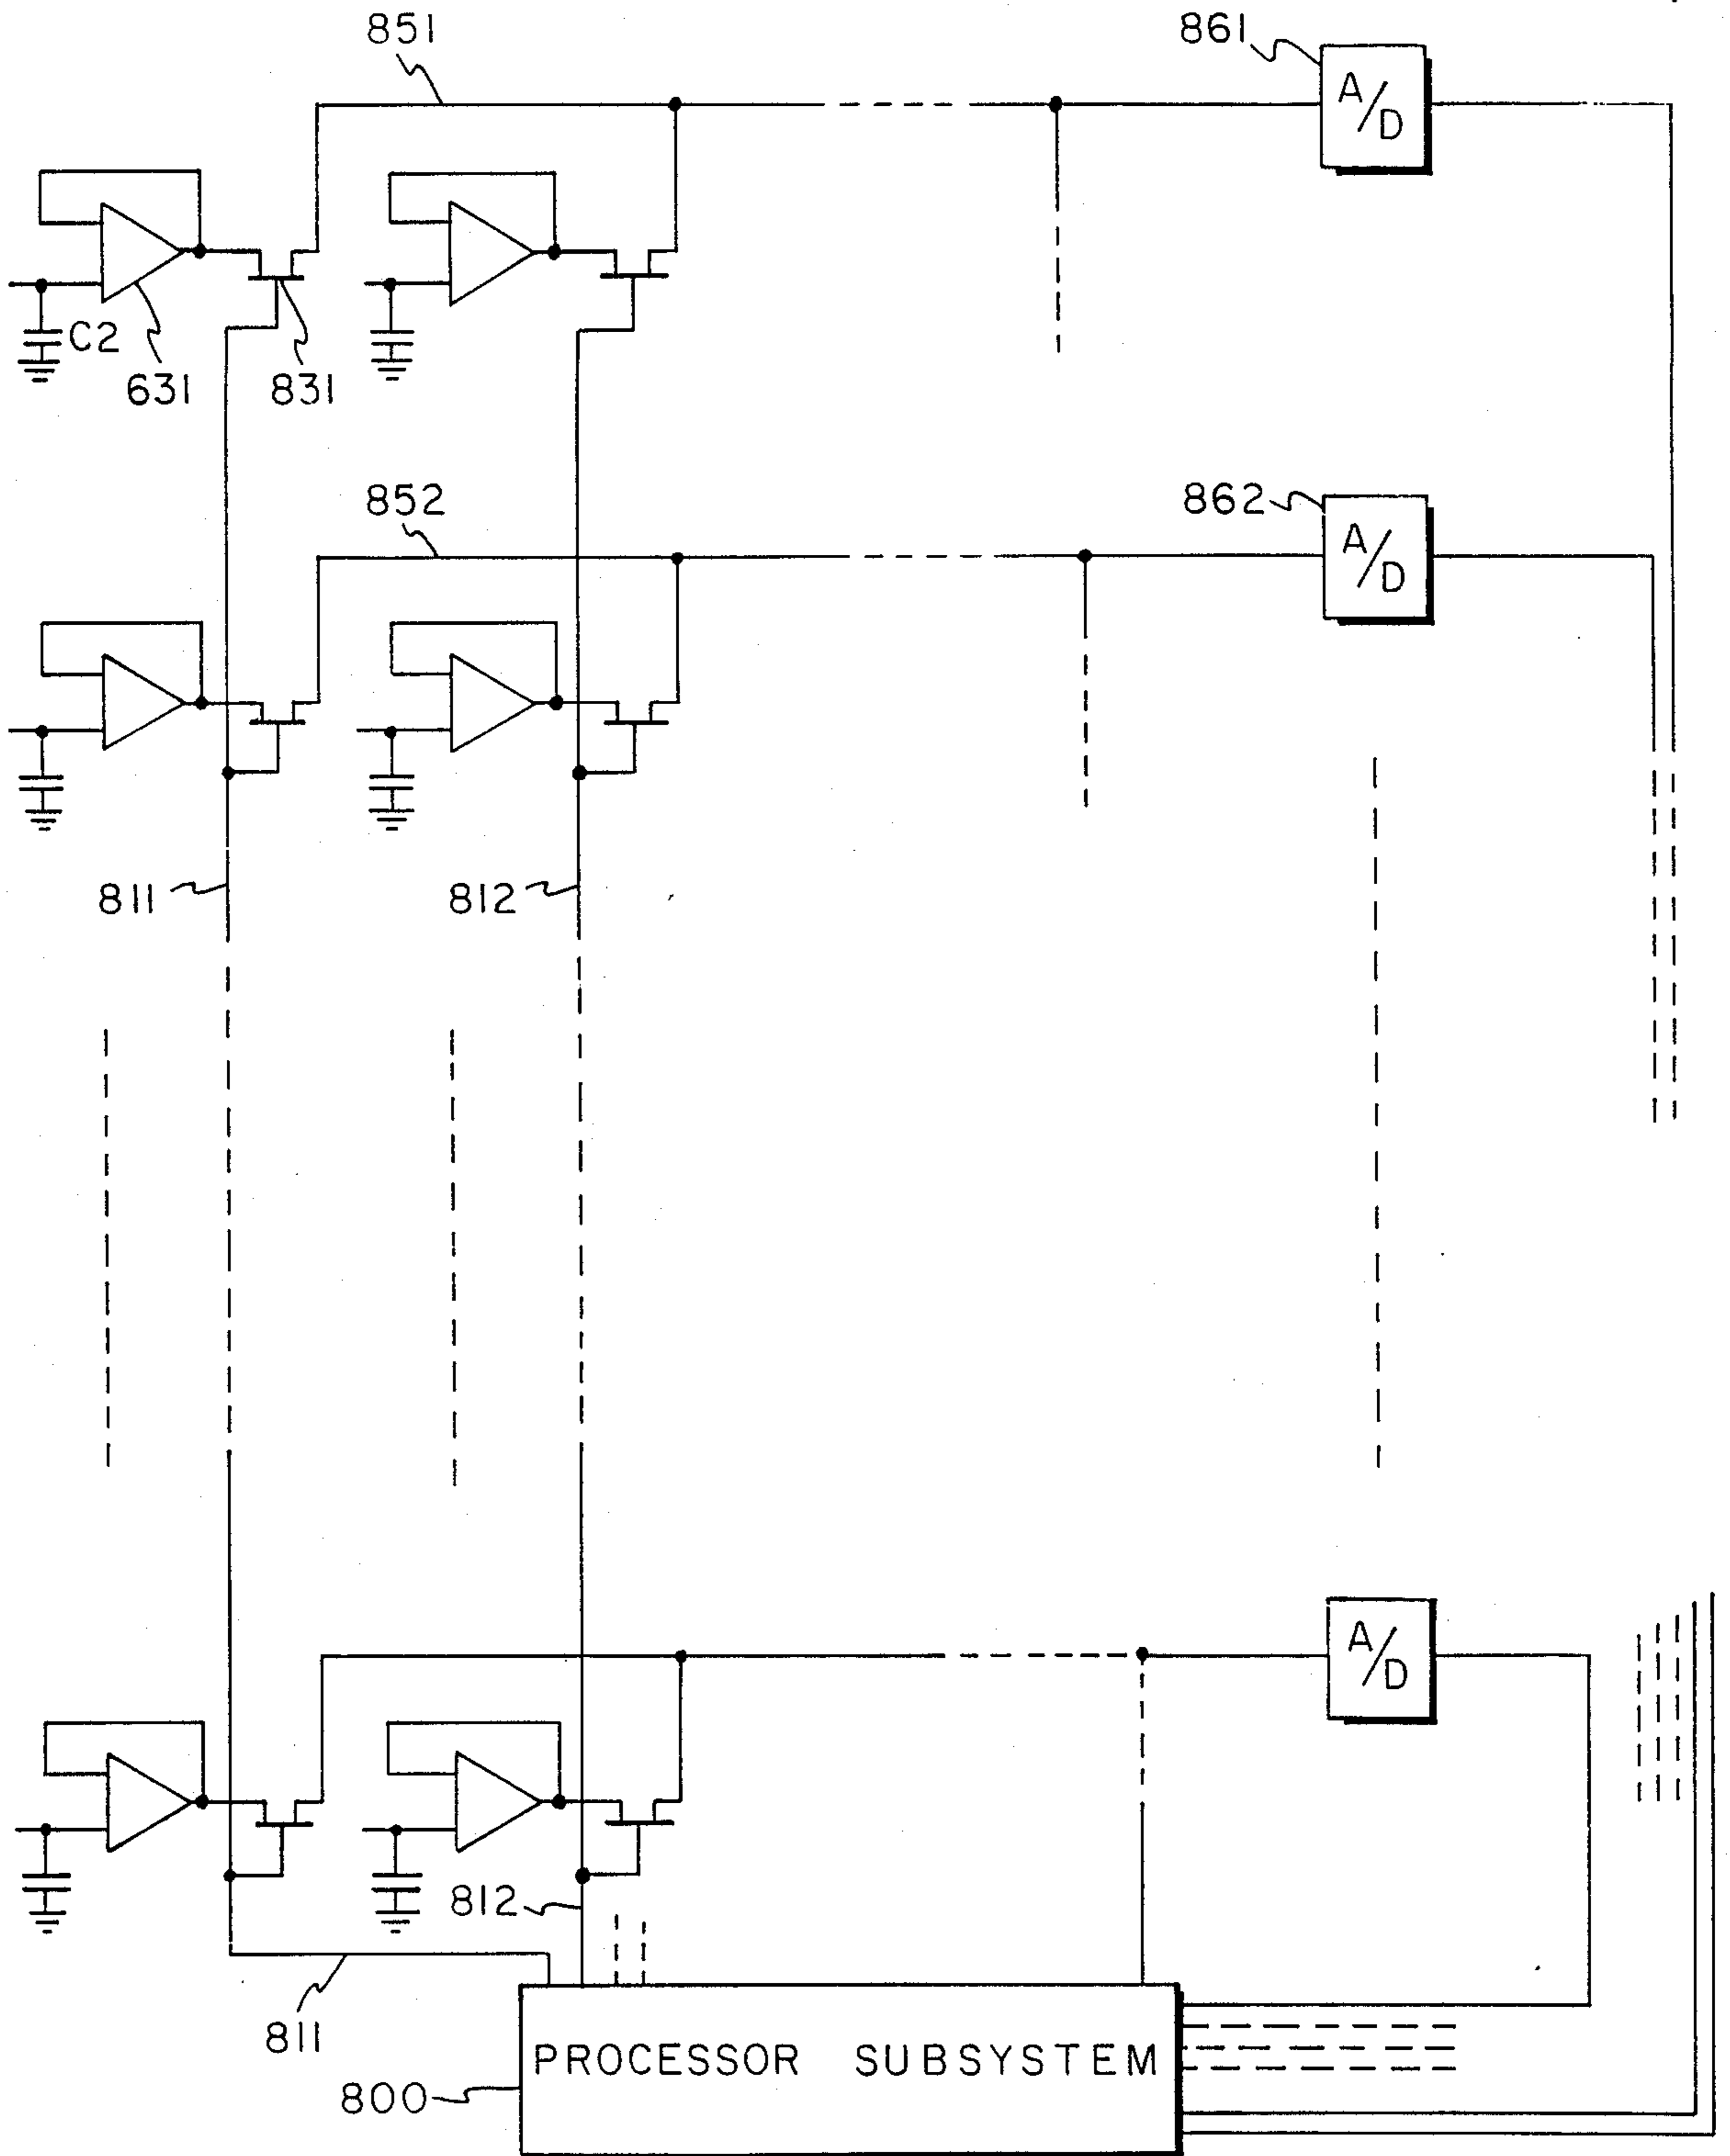 851
861
A/D
C2
631
831
852
862
A/D
811
812
A/D
812
811
PROCESSOR SUBSYSTEM
800